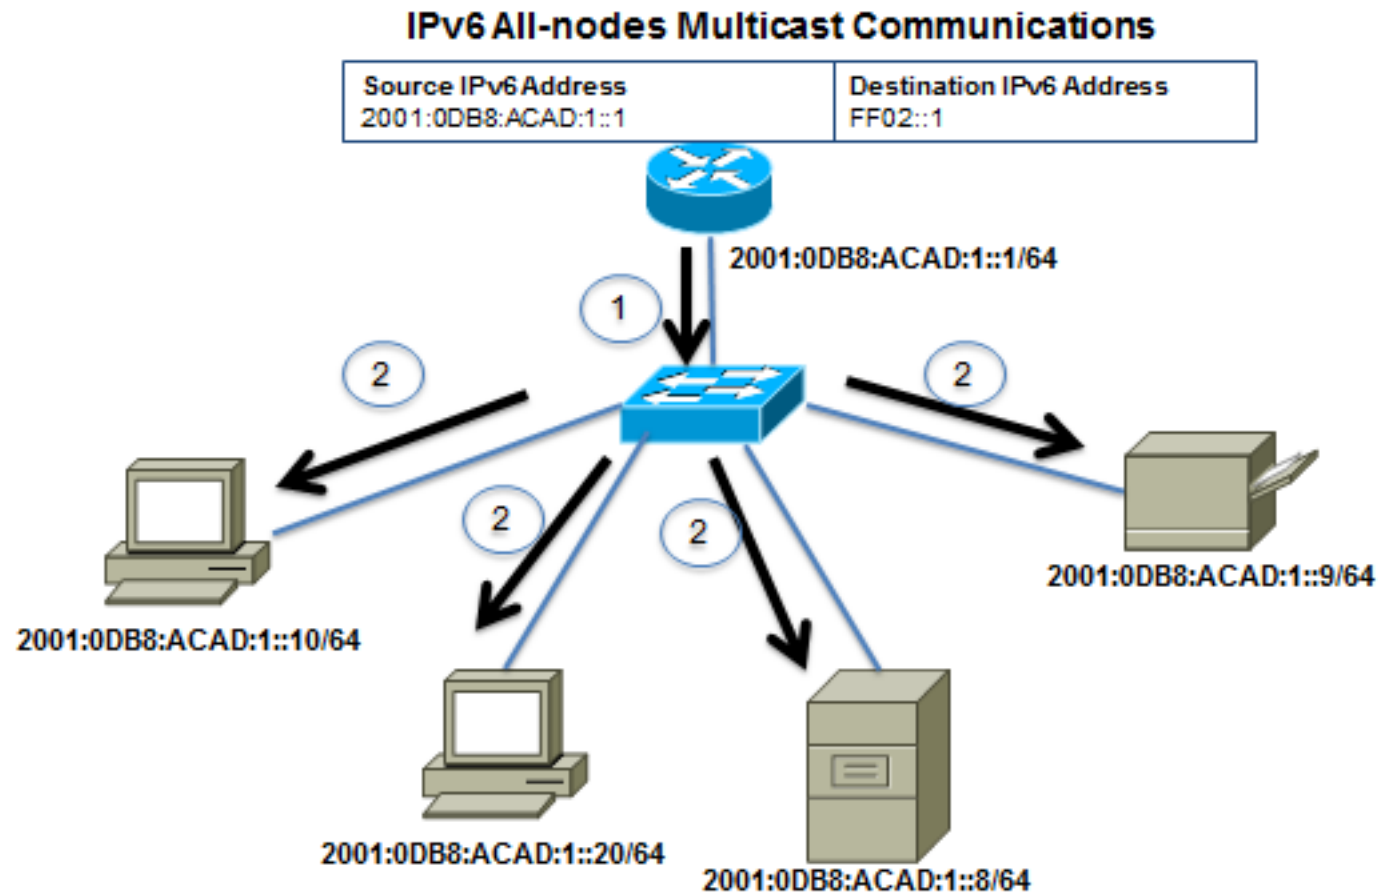 IPv6 All-nodes Multicast Communications
Source IPv6 Address
2001:0DB8:ACAD:1::1
Destination IPv6 Address
FF02::1
2001:0DB8:ACAD:1::1/64
1
2
2
2
2
2001:0DB8:ACAD:1::9/64
2001:0DB8:ACAD:1::10/64
2001:0DB8:ACAD:1::20/64
2001:0DB8:ACAD:1::8/64